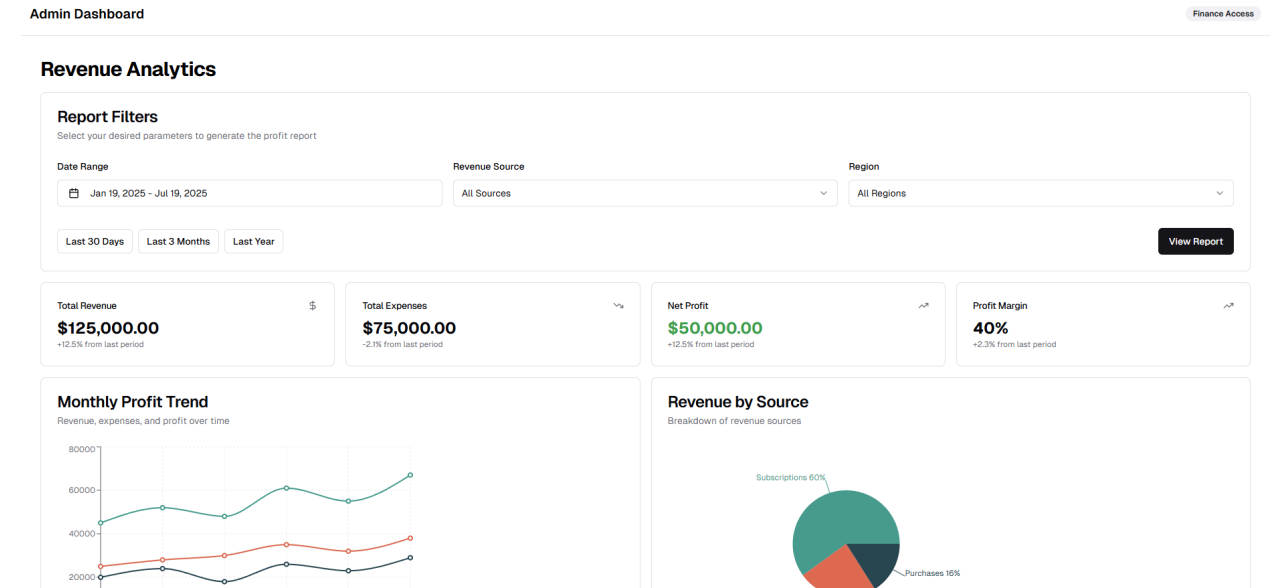 Admin Dashboard
Finance Access
Revenue Analytics
Report Filters
Select your desired parameters to generate the profit report
Date Range
Revenue Source
Region
Jan 19, 2025 - Jul 19, 2025
All Sources
All Regions
Last 30 Days
Last 3 Months
Last Year
View Report
Total Revenue
$
$125,000.00
+12.5% from last period
Total Expenses
$75,000.00
-2.1% from last period
Net Profit
$50,000.00
+12.5% from last period
Profit Margin
40%
+2.3% from last period
Monthly Profit Trend
Revenue, expenses, and profit over time
80000
60000
40000
20000
Revenue by Source
Breakdown of revenue sources
Subscriptions 60%
Purchases 16%